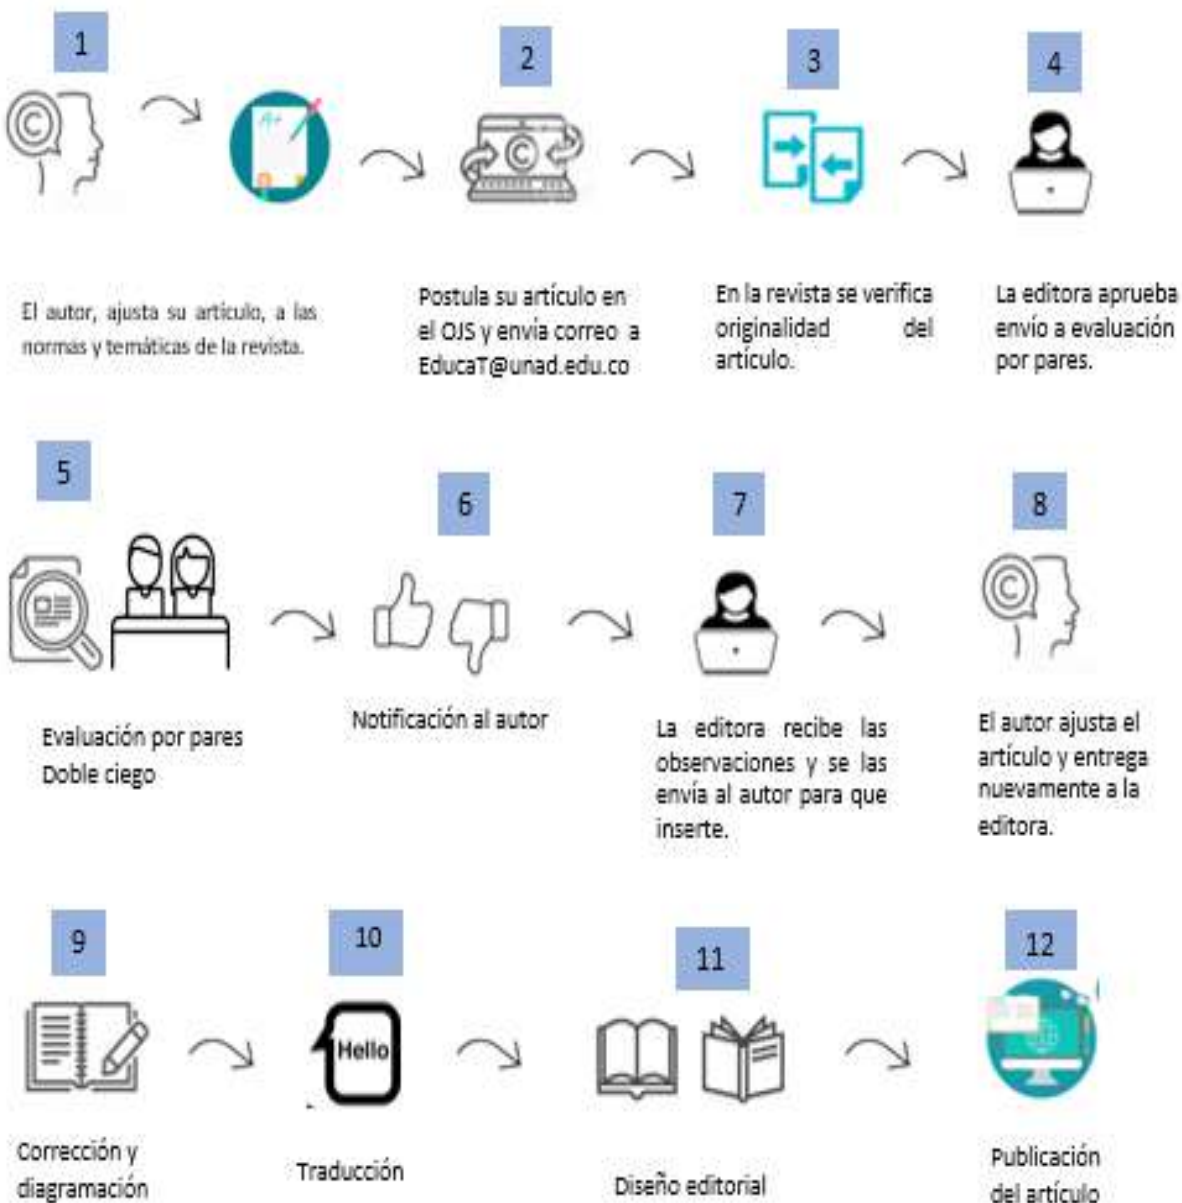 1
2
3
4
C
A+
C
El autor, ajusta su artículo, a las
normas y temáticas de la revista.
Postula su artículo en
el OJS y envía correo a
EducaT@unad.edu.co
En la revista se verifica
originalidad del
artículo.
La editora aprueba
envío a evaluación
por pares.
5
6
7
8
C
Evaluación por pares
Doble ciego
Notificación al autor
La editora recibe las
observaciones y se las
envía al autor para que
inserte.
El autor ajusta el
artículo y entrega
nuevamente a la
editora.
9
10
11
12
Hello
Corrección y
diagramación
Traducción
Diseño editorial
Publicación
del artículo